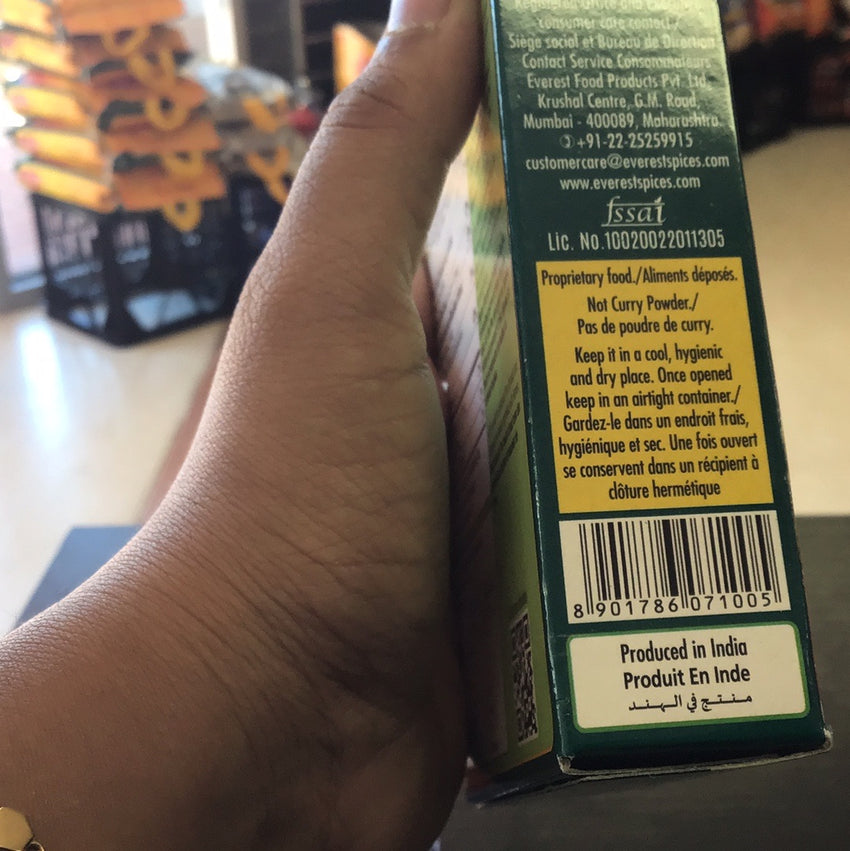 Registered Office and
consumer care contact /
Siège social et Bureau de Direction
Contact Service Consommateurs
Everest Food Products Pvt. Ltd.
Krushal Centre, G.M. Road,
Mumbai - 400089, Maharashtra.
+91-22-25259915
customercare@everestspices.com
www.everestspices.com
fssai
Lic. No.10020022011305
Proprietary food./Aliments déposés.
Not Curry Powder./
Pas de poudre de curry.
Keep it in a cool, hygienic
and dry place. Once opened
keep in an airtight container./
Gardez-le dans un endroit frais,
hygiénique et sec. Une fois ouvert
se conservent dans un récipient à
clôture hermétique
8 901786 071005
Produced in India
Produit En Inde
منتج في الهند